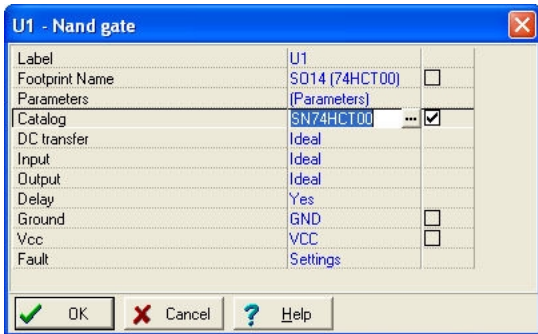 U1 - Nand gate
Label U1
Footprint Name SO14 (74HCT00)
Parameters (Parameters)
Catalog SN74HCT00 ...
DC transfer Ideal
Input Ideal
Output Ideal
Delay Yes
Ground GND
Vcc VCC
Fault Settings
OK Cancel ? Help